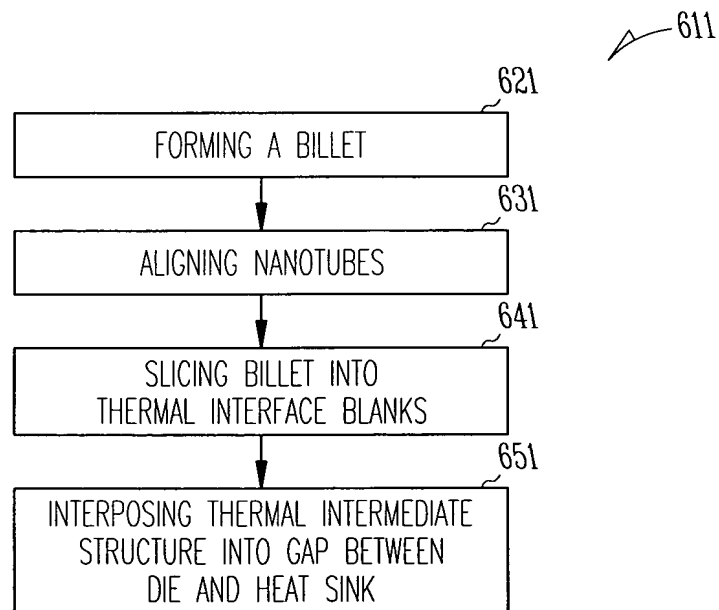 611
621
FORMING A BILLET
631
ALIGNING NANOTUBES
641
SLICING BILLET INTO
THERMAL INTERFACE BLANKS
651
INTERPOSING THERMAL INTERMEDIATE
STRUCTURE INTO GAP BETWEEN
DIE AND HEAT SINK